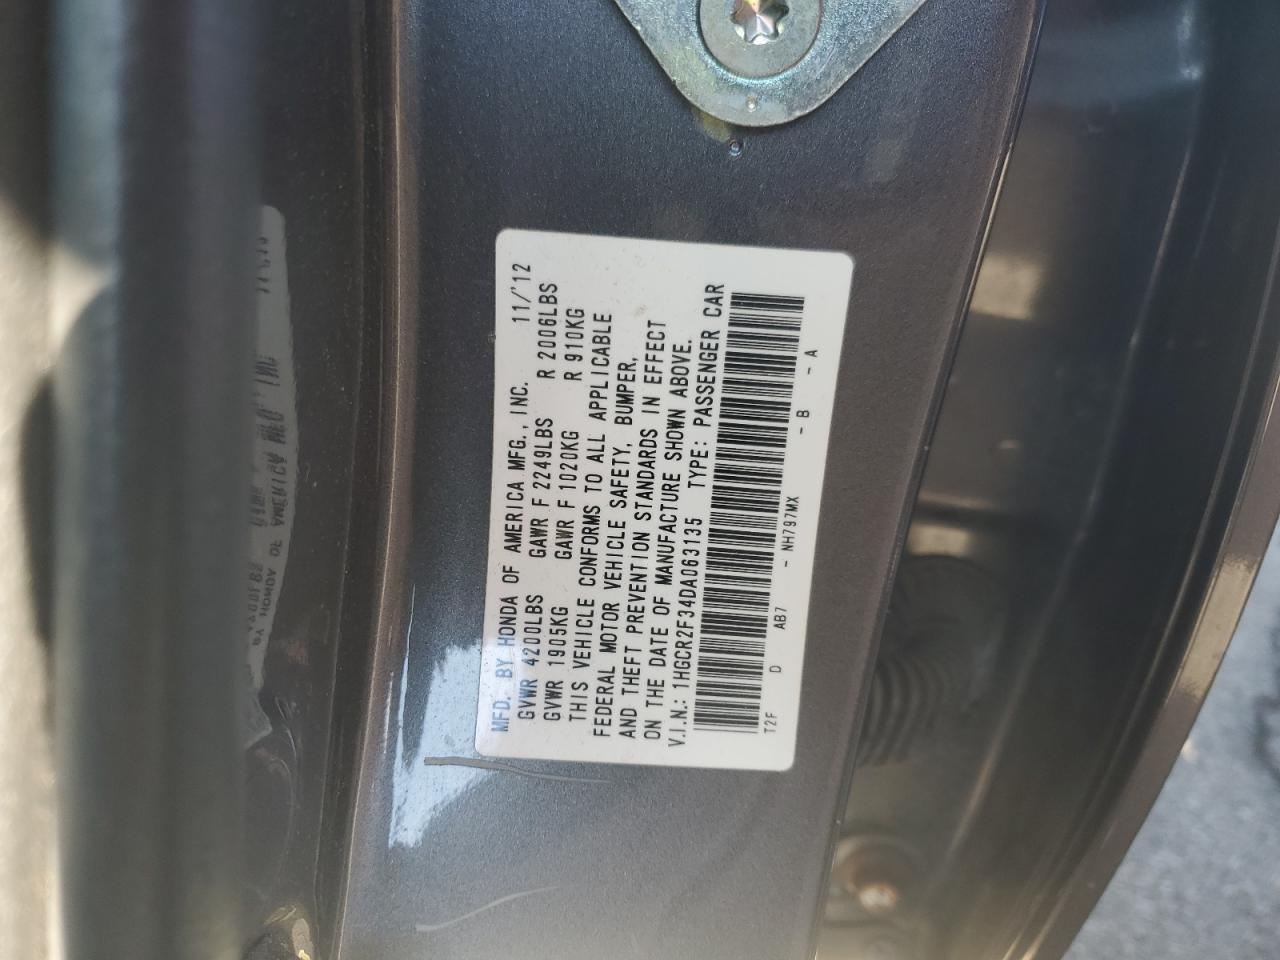 MFD. BY HONDA OF AMERICA MFG., INC. 11/'12
GVWR 4200LBS GAWR F 2249LBS R 2006LBS
GVWR 1905KG GAWR F 1020KG R 910KG
THIS VEHICLE CONFORMS TO ALL APPLICABLE
FEDERAL MOTOR VEHICLE SAFETY, BUMPER,
AND THEFT PREVENTION STANDARDS IN EFFECT
ON THE DATE OF MANUFACTURE SHOWN ABOVE.
V.I.N.: 1HGCR2F34DA063135 TYPE: PASSENGER CAR
T2F D AB7 - NH797MX - B - A